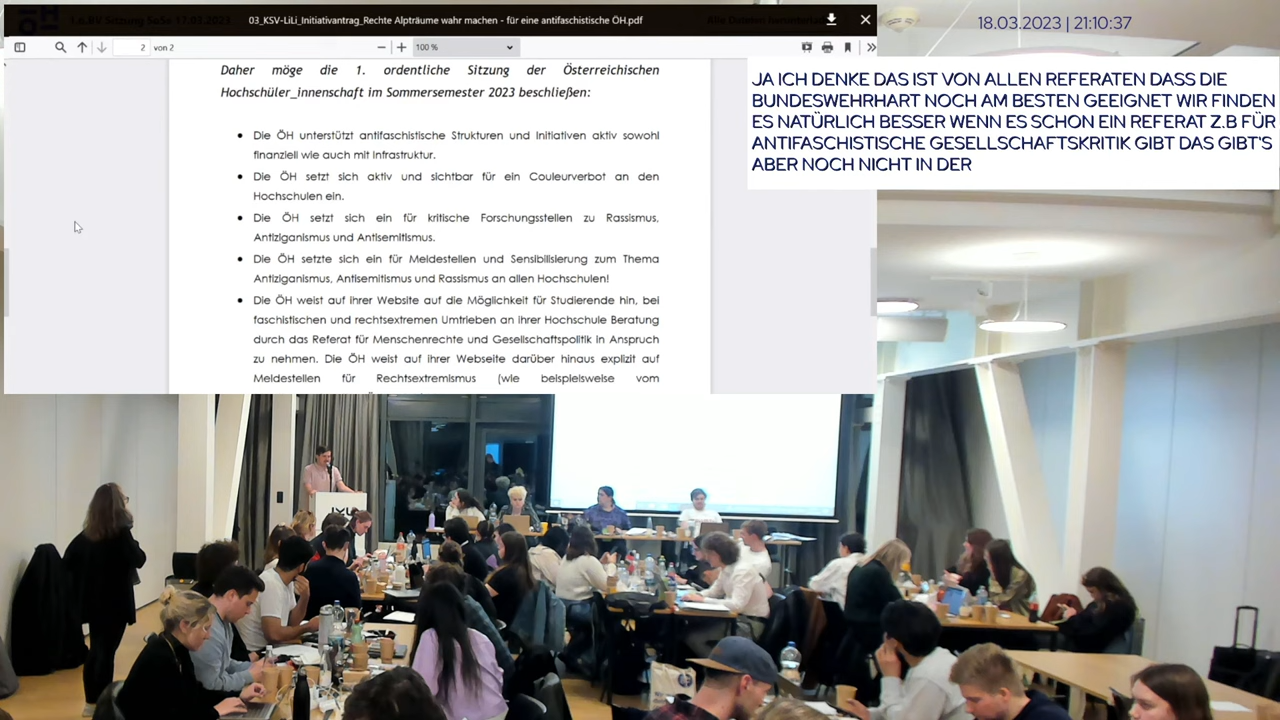 1.o.BV Sitzung SoSe 17.03.2023
03_KSV-LiLi_Initiativantrag_Rechte Alpträume wahr machen - für eine antifaschistische ÖH.pdf
18.03.2023 | 21:10:37
2 von 2
100 %
Daher möge die 1. ordentliche Sitzung der Österreichischen
Hochschüler_innenschaft im Sommersemester 2023 beschließen:
• Die ÖH unterstützt antifaschistische Strukturen und Initiativen aktiv sowohl
finanziell wie auch mit Infrastruktur.
• Die ÖH setzt sich aktiv und sichtbar für ein Couleurverbot an den
Hochschulen ein.
• Die ÖH setzt sich ein für kritische Forschungsstellen zu Rassismus,
Antiziganismus und Antisemitismus.
• Die ÖH setzte sich ein für Meldestellen und Sensibilisierung zum Thema
Antiziganismus, Antisemitismus und Rassismus an allen Hochschulen!
• Die ÖH weist auf ihrer Website auf die Möglichkeit für Studierende hin, bei
faschistischen und rechtsextremen Umtrieben an ihrer Hochschule Beratung
durch das Referat für Menschenrechte und Gesellschaftspolitik in Anspruch
zu nehmen. Die ÖH weist auf ihrer Webseite darüber hinaus explizit auf
Meldestellen für Rechtsextremismus (wie beispielsweise vom
JA ICH DENKE DAS IST VON ALLEN REFERATEN DASS DIE
BUNDESWEHRHART NOCH AM BESTEN GEEIGNET WIR FINDEN
ES NATÜRLICH BESSER WENN ES SCHON EIN REFERAT Z.B FÜR
ANTIFASCHISTISCHE GESELLSCHAFTSKRITIK GIBT DAS GIBT'S
ABER NOCH NICHT IN DER